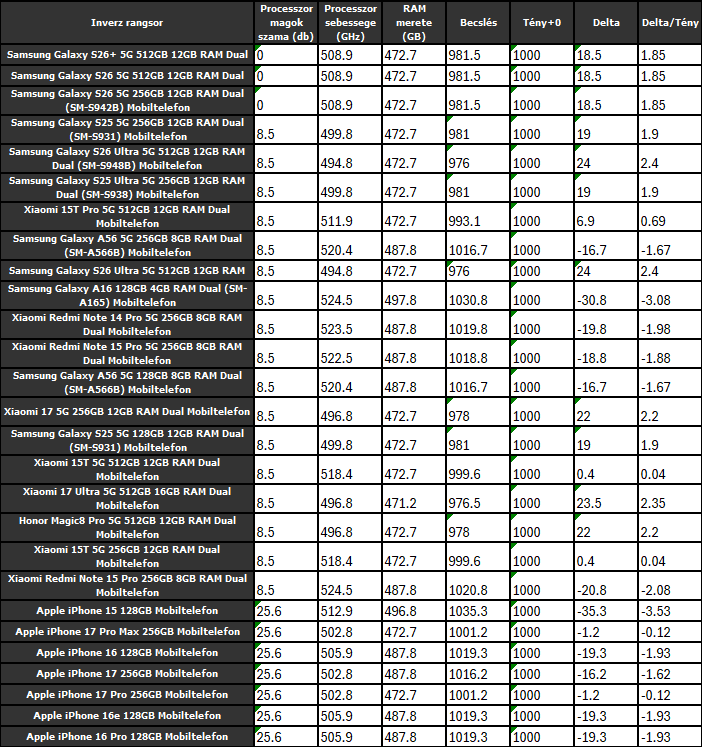 Inverz rangsor | Processzor magok szama (db) | Processzor sebessege (GHz) | RAM merete (GB) | Becslés | Tény+0 | Delta | Delta/Tény
Samsung Galaxy S26+ 5G 512GB 12GB RAM Dual | 0 | 508.9 | 472.7 | 981.5 | 1000 | 18.5 | 1.85
Samsung Galaxy S26 5G 512GB 12GB RAM Dual | 0 | 508.9 | 472.7 | 981.5 | 1000 | 18.5 | 1.85
Samsung Galaxy S26 5G 256GB 12GB RAM Dual (SM-S942B) Mobiltelefon | 0 | 508.9 | 472.7 | 981.5 | 1000 | 18.5 | 1.85
Samsung Galaxy S25 5G 256GB 12GB RAM Dual (SM-S931) Mobiltelefon | 8.5 | 499.8 | 472.7 | 981 | 1000 | 19 | 1.9
Samsung Galaxy S26 Ultra 5G 512GB 12GB RAM Dual (SM-S948B) Mobiltelefon | 8.5 | 494.8 | 472.7 | 976 | 1000 | 24 | 2.4
Samsung Galaxy S25 Ultra 5G 256GB 12GB RAM Dual (SM-S938) Mobiltelefon | 8.5 | 499.8 | 472.7 | 981 | 1000 | 19 | 1.9
Xiaomi 15T Pro 5G 512GB 12GB RAM Dual Mobiltelefon | 8.5 | 511.9 | 472.7 | 993.1 | 1000 | 6.9 | 0.69
Samsung Galaxy A56 5G 256GB 8GB RAM Dual (SM-A566B) Mobiltelefon | 8.5 | 520.4 | 487.8 | 1016.7 | 1000 | -16.7 | -1.67
Samsung Galaxy S26 Ultra 5G 512GB 12GB RAM | 8.5 | 494.8 | 472.7 | 976 | 1000 | 24 | 2.4
Samsung Galaxy A16 128GB 4GB RAM Dual (SM-A165) Mobiltelefon | 8.5 | 524.5 | 497.8 | 1030.8 | 1000 | -30.8 | -3.08
Xiaomi Redmi Note 14 Pro 5G 256GB 8GB RAM Dual Mobiltelefon | 8.5 | 523.5 | 487.8 | 1019.8 | 1000 | -19.8 | -1.98
Xiaomi Redmi Note 15 Pro 5G 256GB 8GB RAM Dual Mobiltelefon | 8.5 | 522.5 | 487.8 | 1018.8 | 1000 | -18.8 | -1.88
Samsung Galaxy A56 5G 128GB 8GB RAM Dual (SM-A566B) Mobiltelefon | 8.5 | 520.4 | 487.8 | 1016.7 | 1000 | -16.7 | -1.67
Xiaomi 17 5G 256GB 12GB RAM Dual Mobiltelefon | 8.5 | 496.8 | 472.7 | 978 | 1000 | 22 | 2.2
Samsung Galaxy S25 5G 128GB 12GB RAM Dual (SM-S931) Mobiltelefon | 8.5 | 499.8 | 472.7 | 981 | 1000 | 19 | 1.9
Xiaomi 15T 5G 512GB 12GB RAM Dual Mobiltelefon | 8.5 | 518.4 | 472.7 | 999.6 | 1000 | 0.4 | 0.04
Xiaomi 17 Ultra 5G 512GB 16GB RAM Dual Mobiltelefon | 8.5 | 496.8 | 471.2 | 976.5 | 1000 | 23.5 | 2.35
Honor Magic8 Pro 5G 512GB 12GB RAM Dual Mobiltelefon | 8.5 | 496.8 | 472.7 | 978 | 1000 | 22 | 2.2
Xiaomi 15T 5G 256GB 12GB RAM Dual Mobiltelefon | 8.5 | 518.4 | 472.7 | 999.6 | 1000 | 0.4 | 0.04
Xiaomi Redmi Note 15 Pro 256GB 8GB RAM Dual Mobiltelefon | 8.5 | 524.5 | 487.8 | 1020.8 | 1000 | -20.8 | -2.08
Apple iPhone 15 128GB Mobiltelefon | 25.6 | 512.9 | 496.8 | 1035.3 | 1000 | -35.3 | -3.53
Apple iPhone 17 Pro Max 256GB Mobiltelefon | 25.6 | 502.8 | 472.7 | 1001.2 | 1000 | -1.2 | -0.12
Apple iPhone 16 128GB Mobiltelefon | 25.6 | 505.9 | 487.8 | 1019.3 | 1000 | -19.3 | -1.93
Apple iPhone 17 256GB Mobiltelefon | 25.6 | 502.8 | 487.8 | 1016.2 | 1000 | -16.2 | -1.62
Apple iPhone 17 Pro 256GB Mobiltelefon | 25.6 | 502.8 | 472.7 | 1001.2 | 1000 | -1.2 | -0.12
Apple iPhone 16e 128GB Mobiltelefon | 25.6 | 505.9 | 487.8 | 1019.3 | 1000 | -19.3 | -1.93
Apple iPhone 16 Pro 128GB Mobiltelefon | 25.6 | 505.9 | 487.8 | 1019.3 | 1000 | -19.3 | -1.93